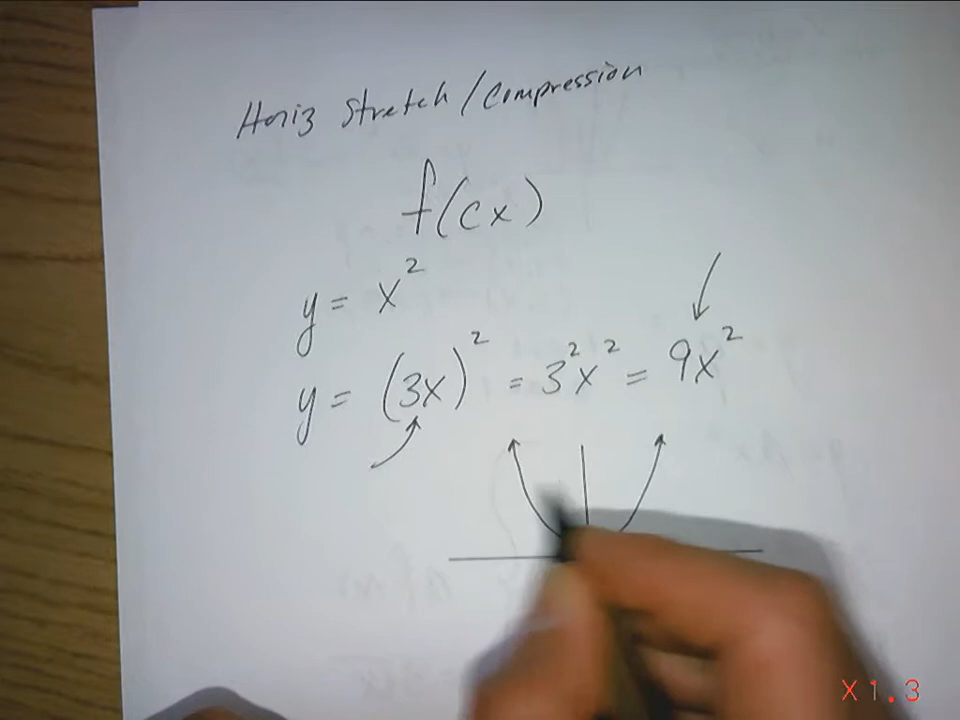 Horiz Stretch / Compression
f(cx)
y = x²
y = (3x)² = 3²x² = 9x²
X1.3